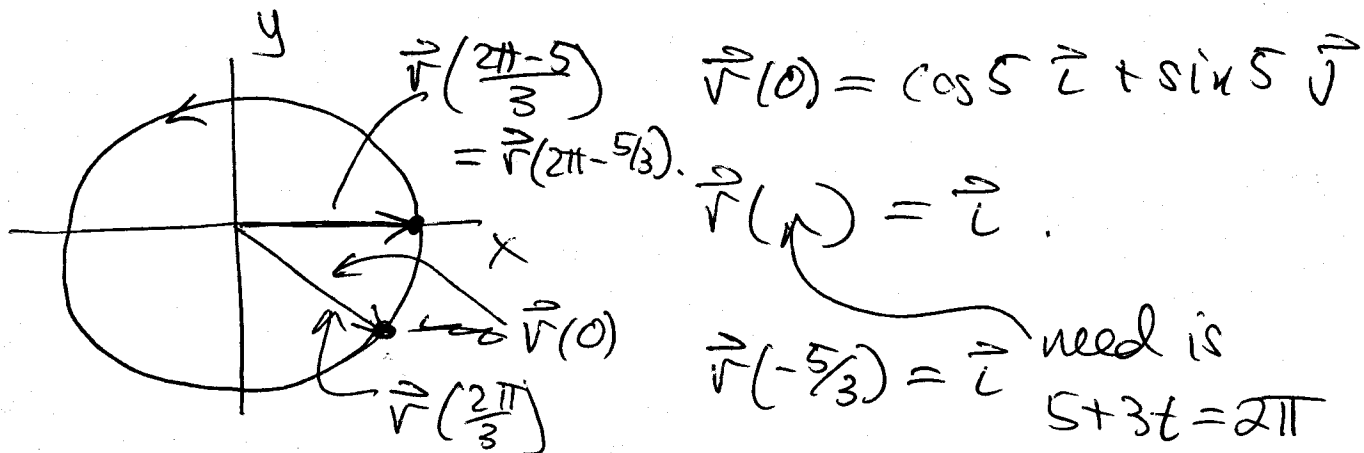 y
r⃗((2π-5)/3)
= r⃗(2π-5/3).
x
r⃗(0)
r⃗(2π/3)
r⃗(0) = cos 5 i⃗ + sin 5 j⃗
r⃗( ) = i⃗ .
r⃗(-5/3) = i⃗
need is
5+3t = 2π